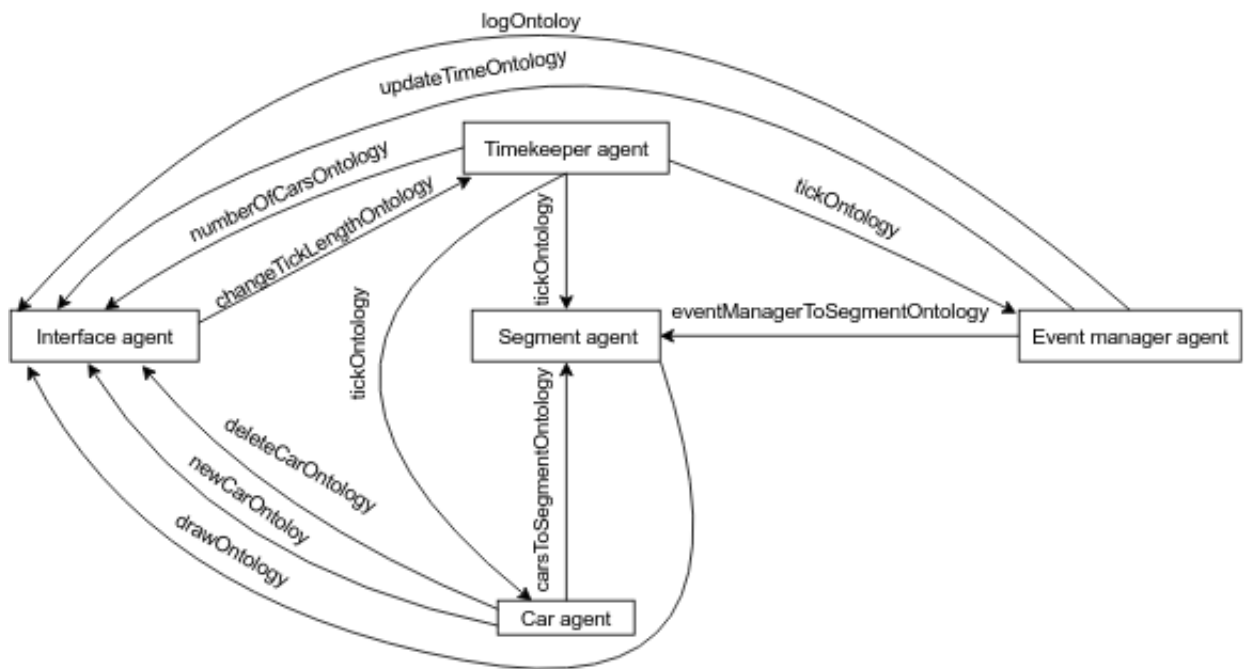 logOntoloy
updateTimeOntology
Timekeeper agent
numberOfCarsOntology
tickOntology
changeTickLengthOntology
tickOntology
eventManagerToSegmentOntology
Interface agent
Segment agent
Event manager agent
tickOntology
carsToSegmentOntology
deleteCarOntology
newCarOntoloy
drawOntology
Car agent